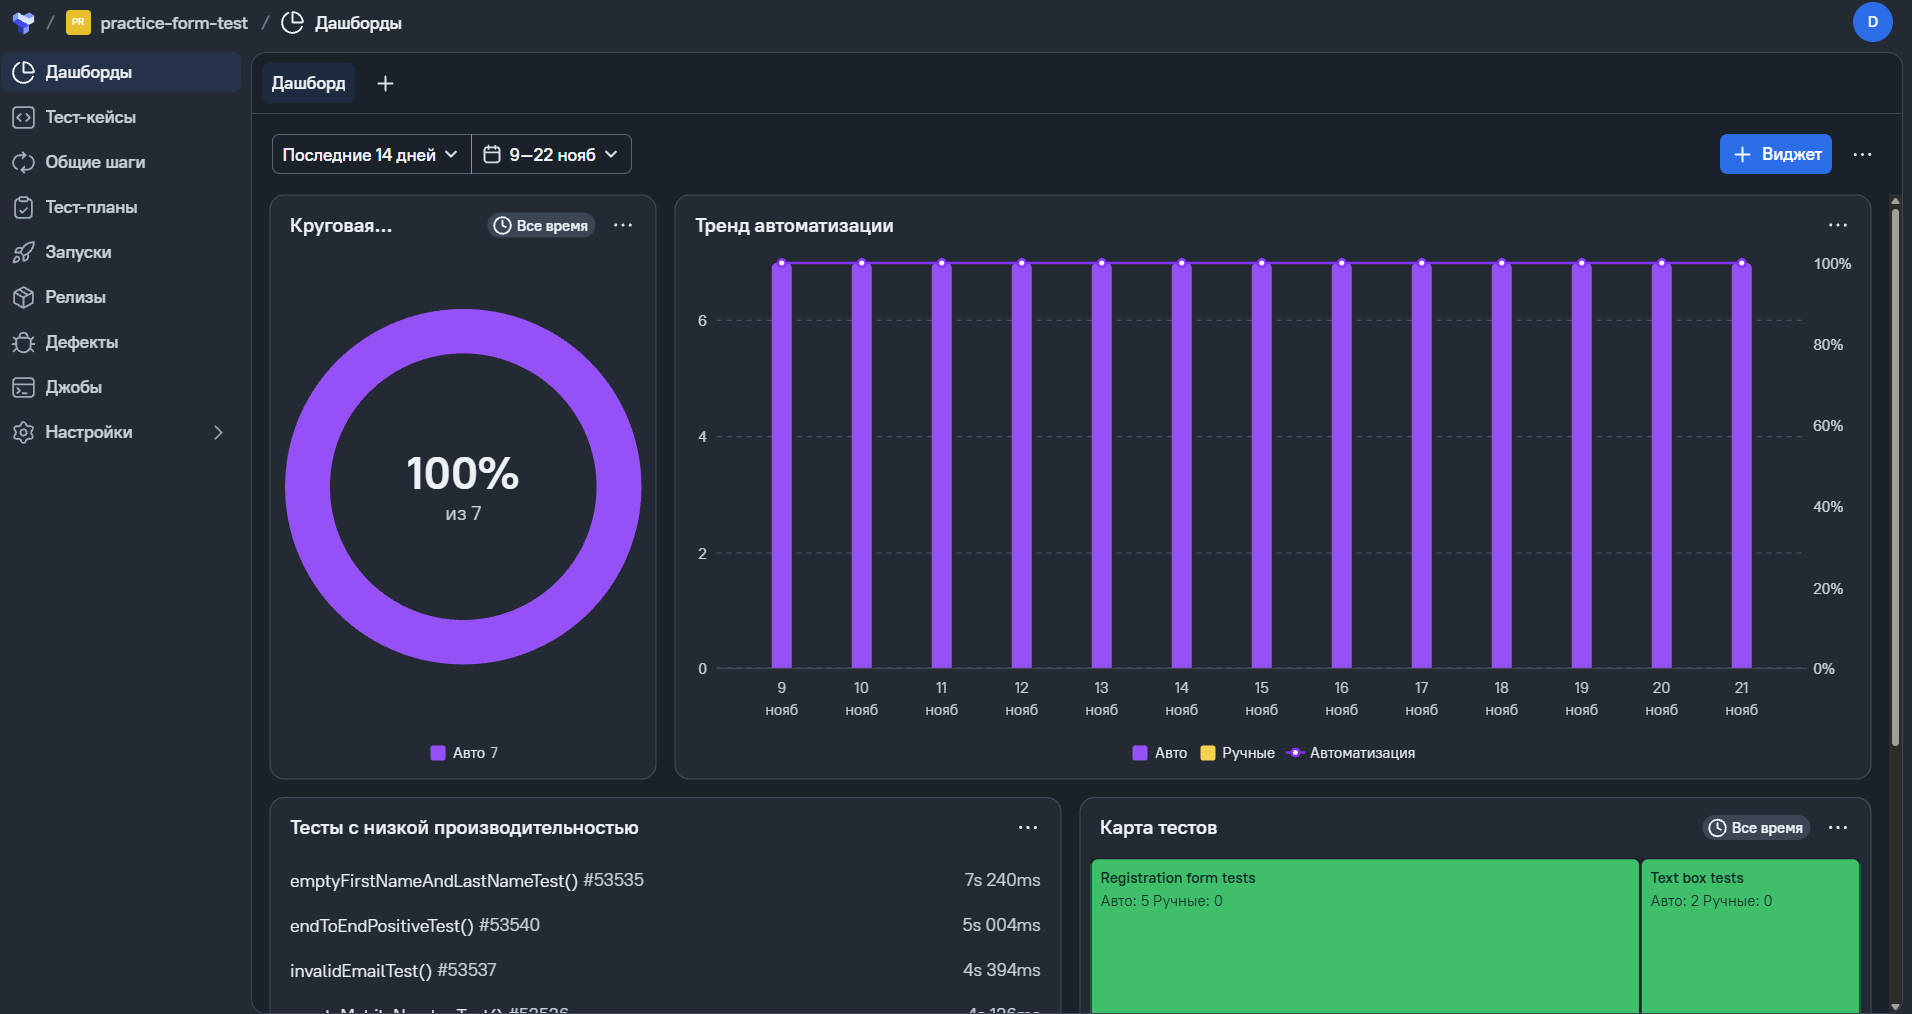 / PR practice-form-test / Дашборды
D
Дашборды
Тест-кейсы
Общие шаги
Тест-планы
Запуски
Релизы
Дефекты
Джобы
Настройки
Дашборд
Последние 14 дней
9–22 нояб
Виджет
Круговая...
Все время
100%
из 7
Авто 7
Тренд автоматизации
6
4
2
0
100%
80%
60%
40%
20%
0%
9 нояб
10 нояб
11 нояб
12 нояб
13 нояб
14 нояб
15 нояб
16 нояб
17 нояб
18 нояб
19 нояб
20 нояб
21 нояб
Авто Ручные Автоматизация
Тесты с низкой производительностью
emptyFirstNameAndLastNameTest() #53535 7s 240ms
endToEndPositiveTest() #53540 5s 004ms
invalidEmailTest() #53537 4s 394ms
Карта тестов
Все время
Registration form tests
Авто: 5 Ручные: 0
Text box tests
Авто: 2 Ручные: 0